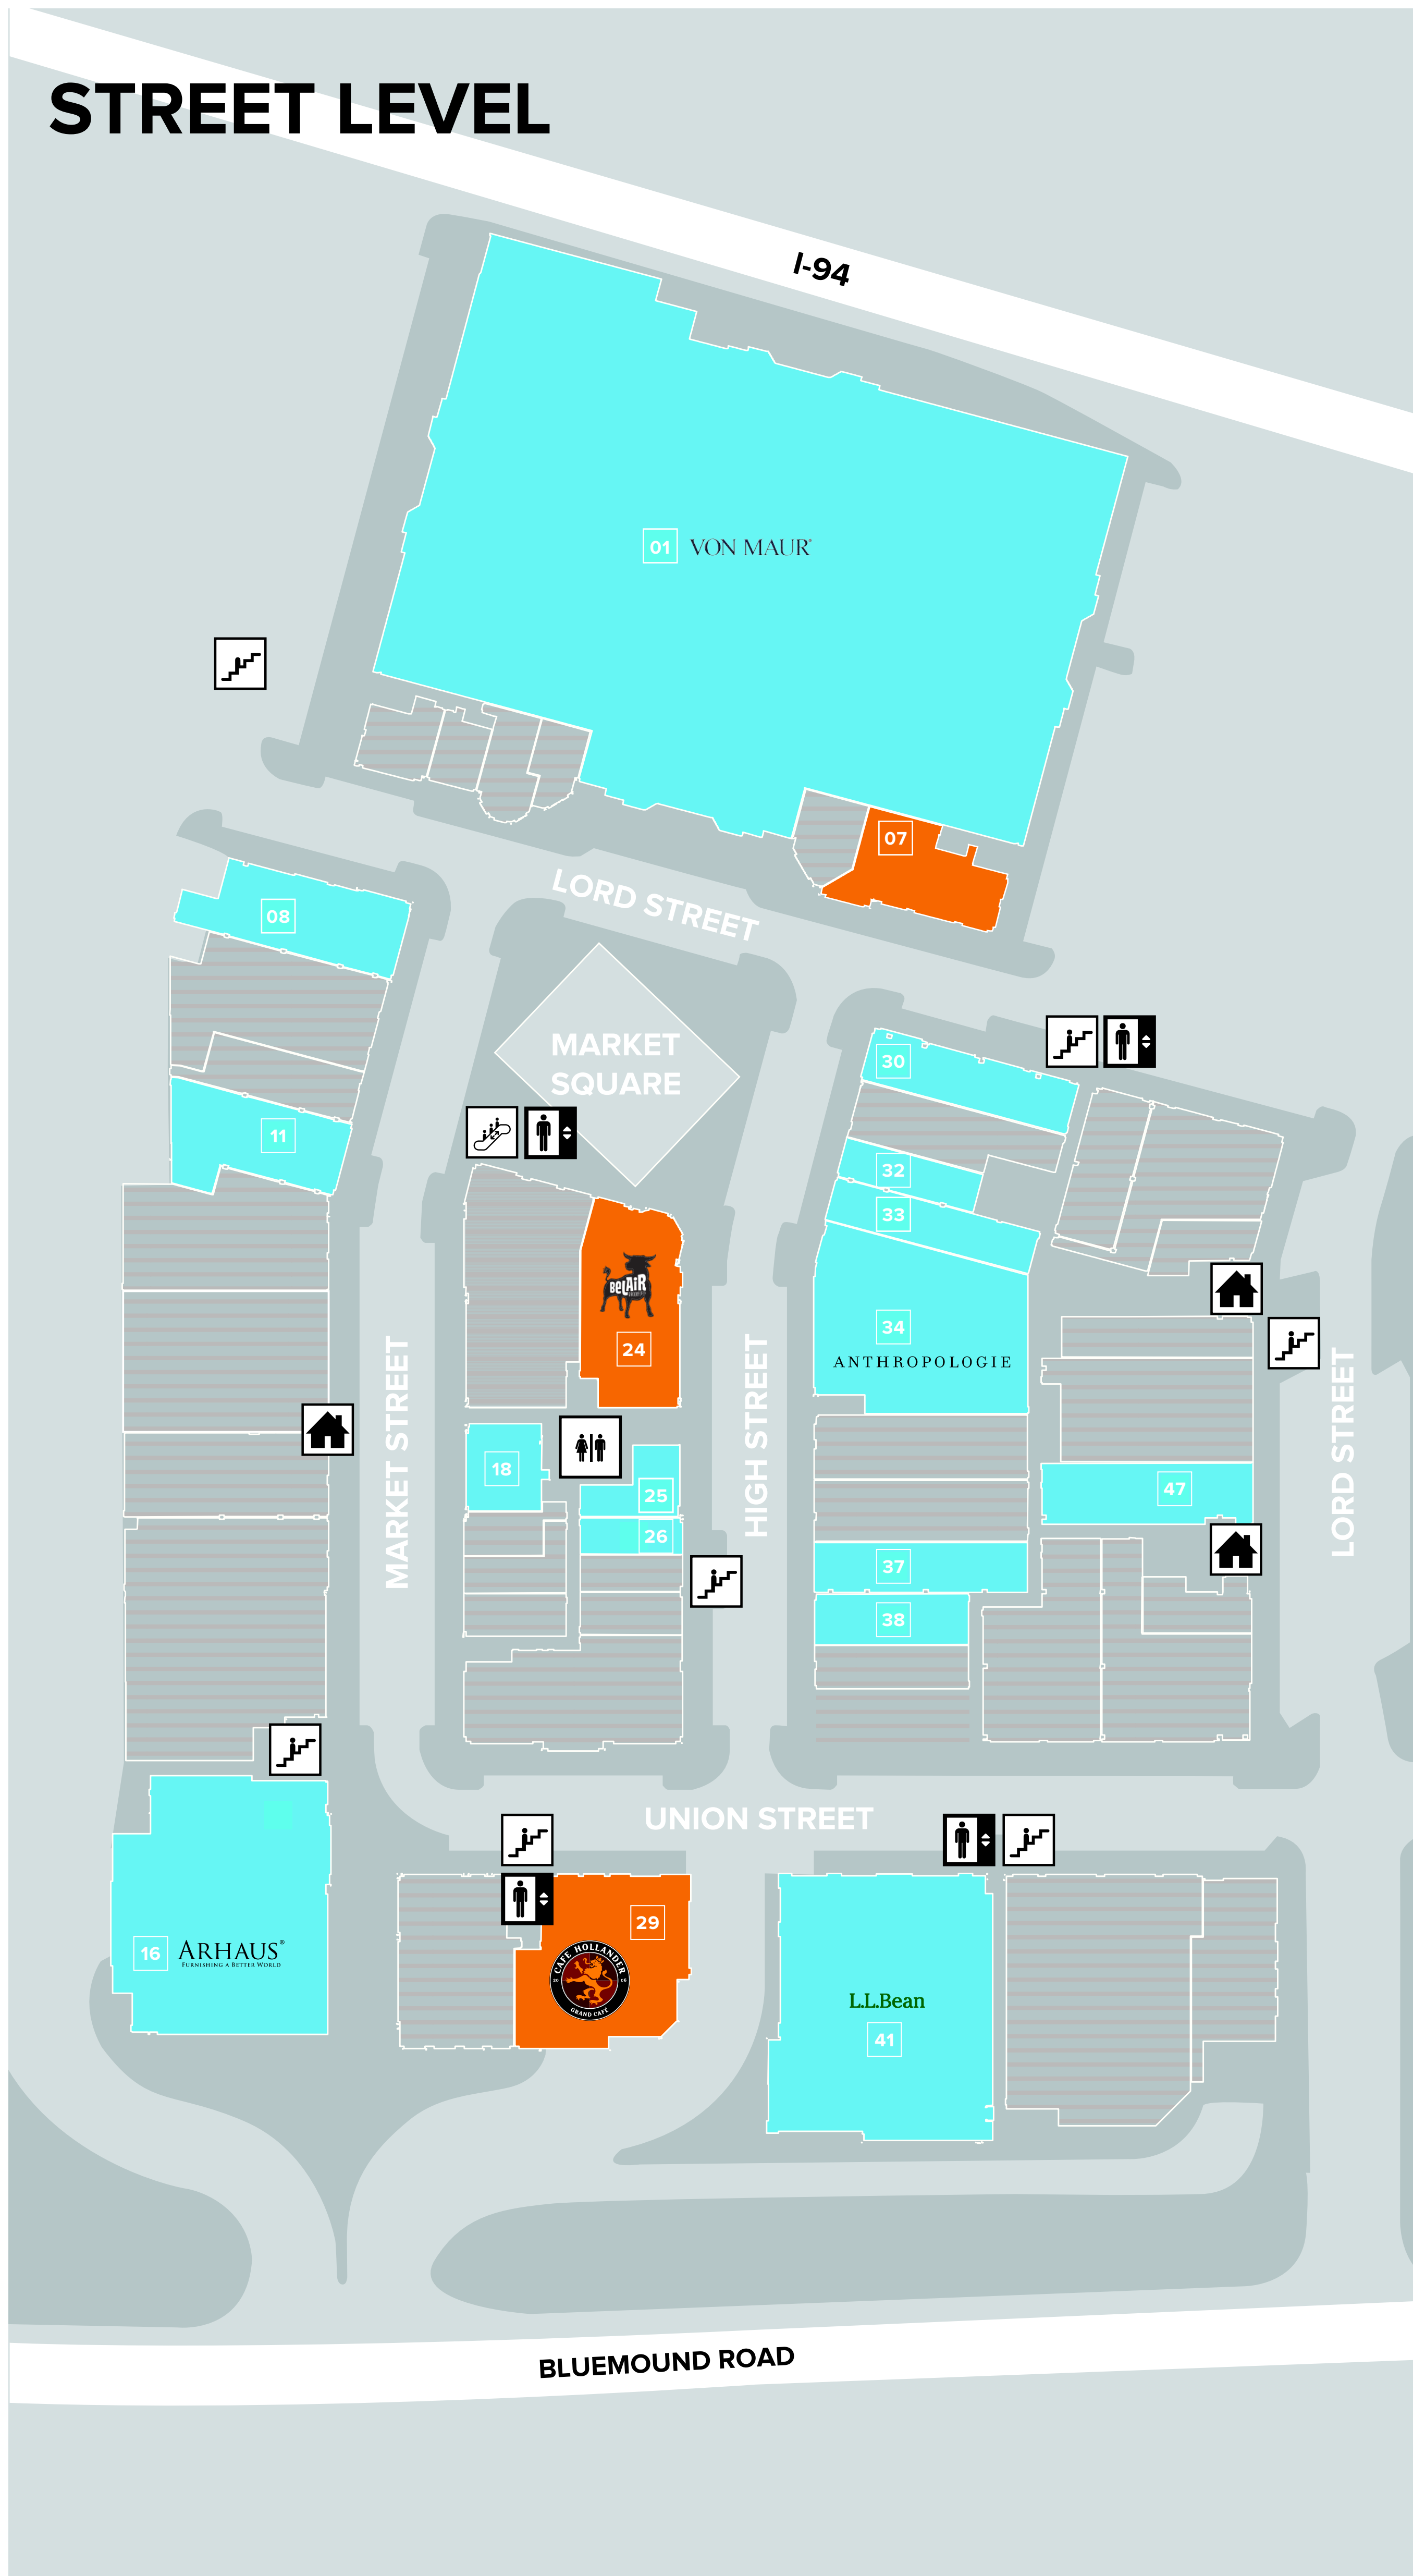 STREET LEVEL
I-94
01 VON MAUR
07
LORD STREET
08
MARKET
SQUARE
30
11
32
33
BELAIR
24
34
ANTHROPOLOGIE
MARKET STREET
HIGH STREET
LORD STREET
18
25
26
47
37
38
UNION STREET
29
16 ARHAUS®
FURNISHING A BETTER WORLD
CAFE HOLLANDER
GRAND CAFE
L.L.Bean
41
BLUEMOUND ROAD